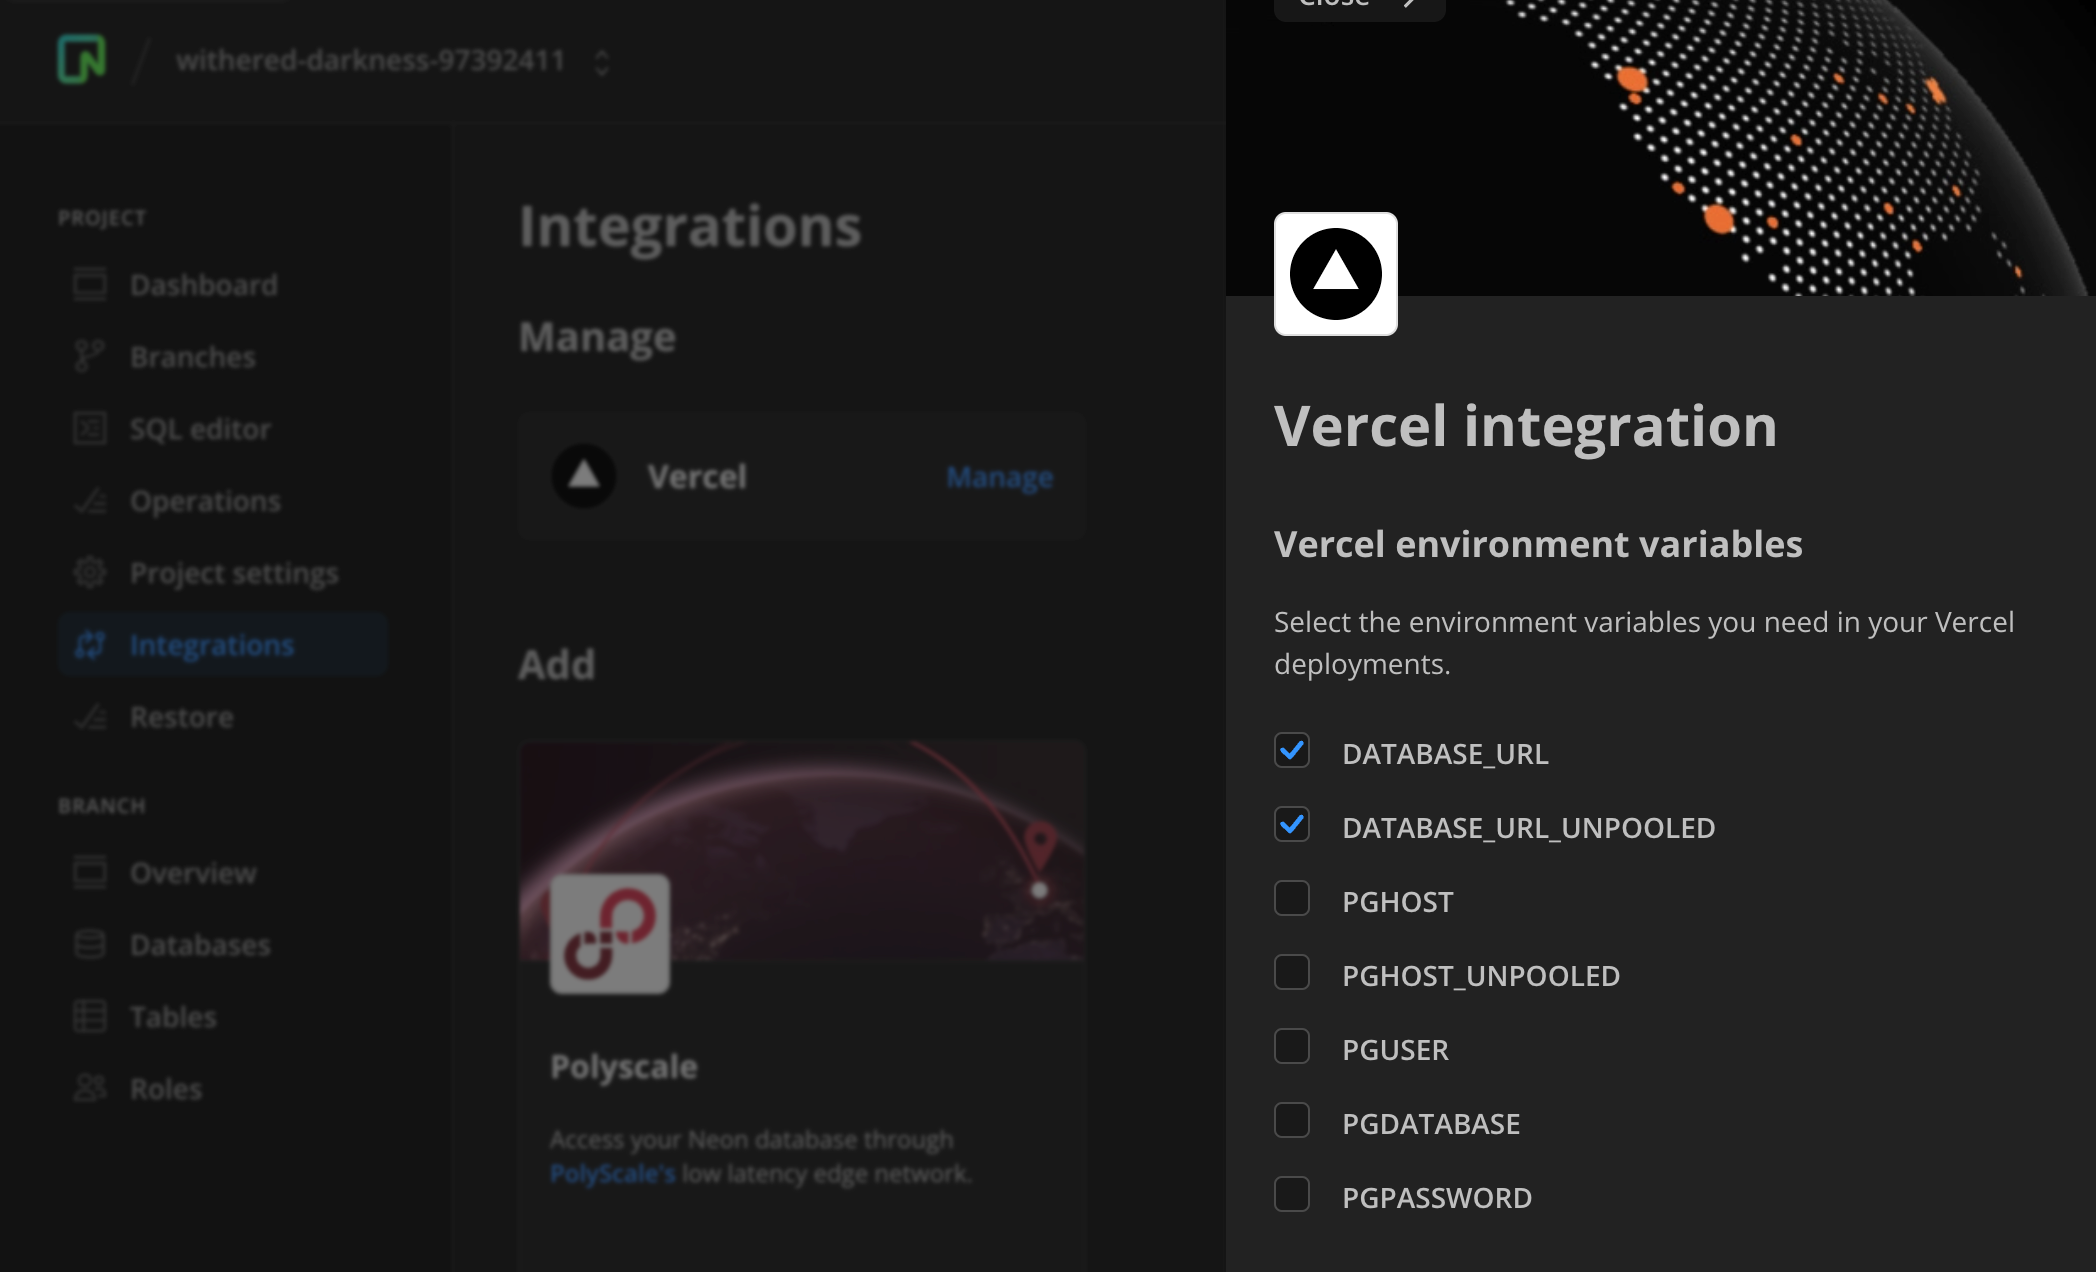 withered-darkness-97392411
PROJECT
Dashboard
Branches
SQL editor
Operations
Project settings
Integrations
Restore
BRANCH
Overview
Databases
Tables
Roles
Integrations
Manage
Vercel
Manage
Add
Polyscale
Access your Neon database through
PolyScale's low latency edge network.
Close
Vercel integration
Vercel environment variables
Select the environment variables you need in your Vercel
deployments.
DATABASE_URL
DATABASE_URL_UNPOOLED
PGHOST
PGHOST_UNPOOLED
PGUSER
PGDATABASE
PGPASSWORD